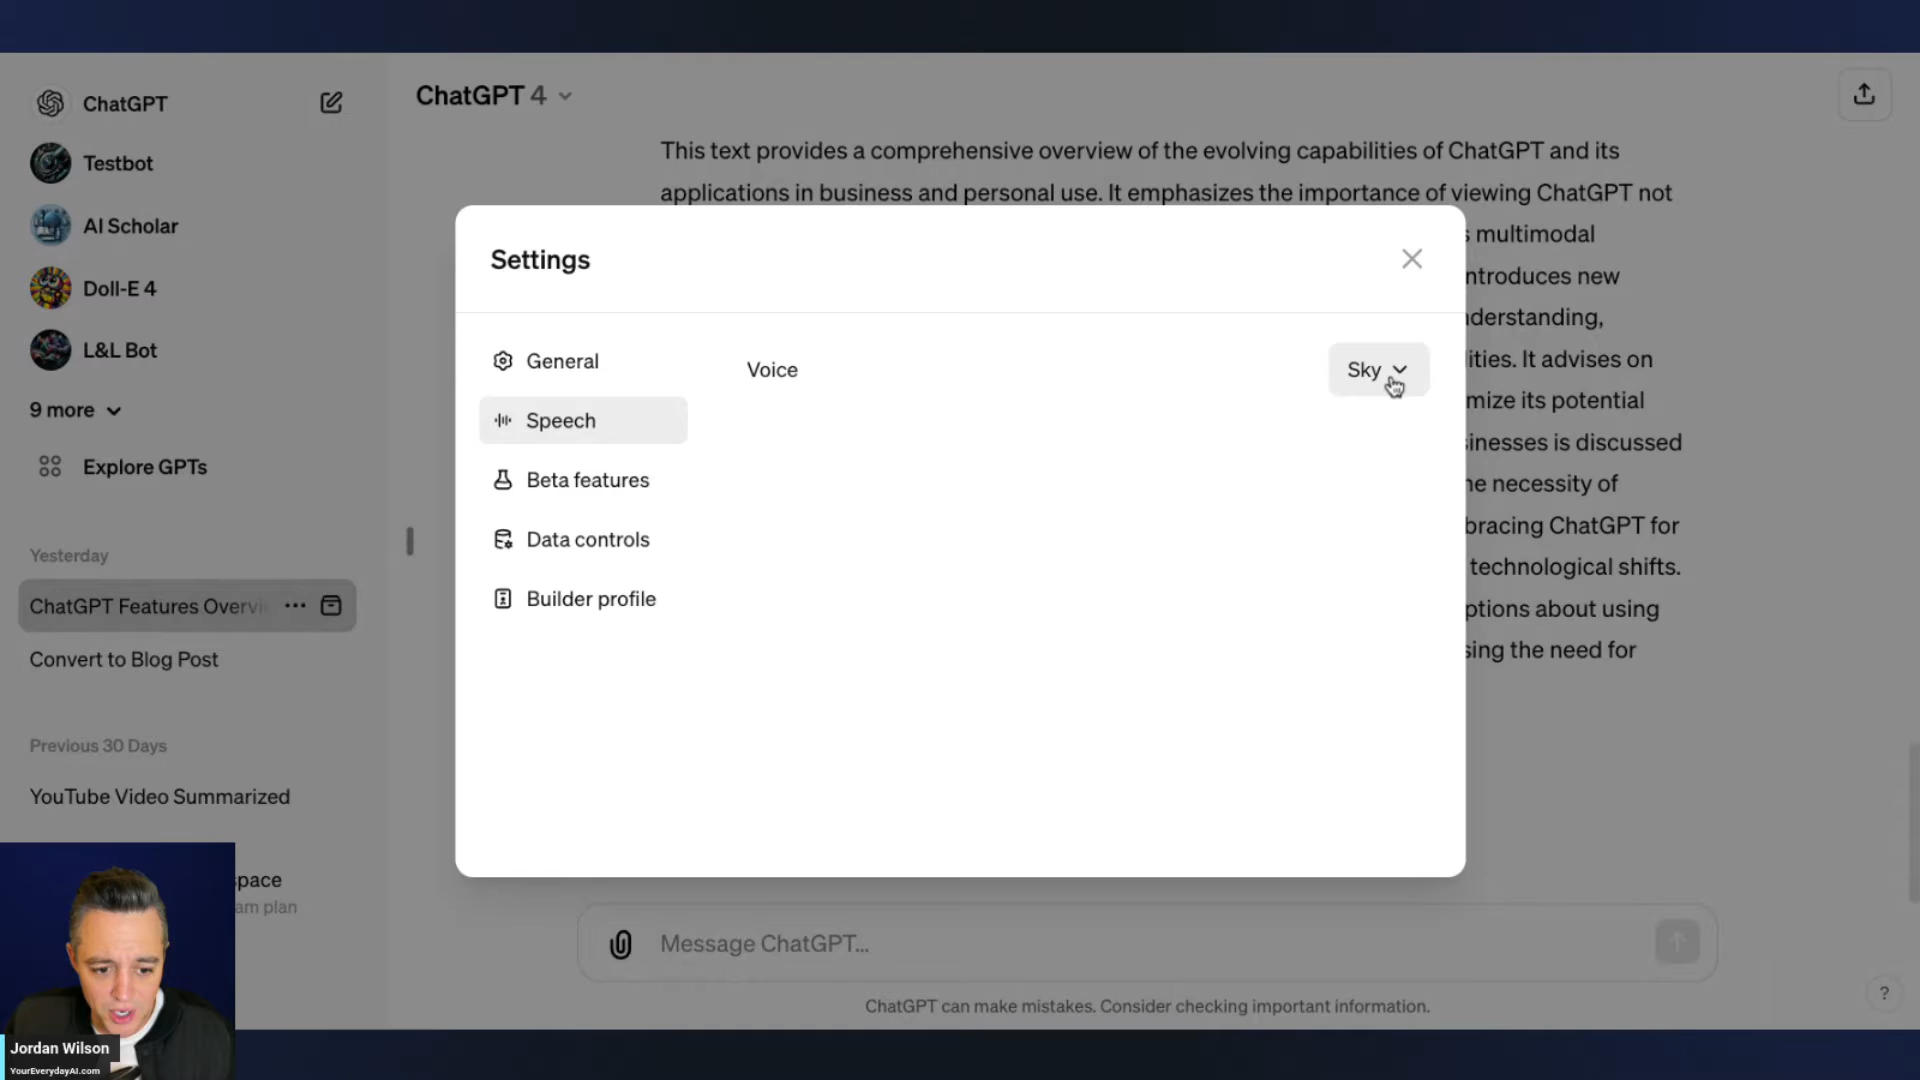 ChatGPT
Testbot
AI Scholar
Doll-E 4
L&L Bot
9 more
Explore GPTs
Yesterday
ChatGPT Features Overvi
Convert to Blog Post
Previous 30 Days
YouTube Video Summarized
space
am plan
ChatGPT 4
This text provides a comprehensive overview of the evolving capabilities of ChatGPT and its
applications in business and personal use. It emphasizes the importance of viewing ChatGPT not
s multimodal
ntroduces new
nderstanding,
lities. It advises on
mize its potential
sinesses is discussed
he necessity of
bracing ChatGPT for
technological shifts.
ptions about using
sing the need for
Settings
General
Speech
Beta features
Data controls
Builder profile
Voice
Sky
Message ChatGPT...
ChatGPT can make mistakes. Consider checking important information.
?
Jordan Wilson
YourEverydayAI.com